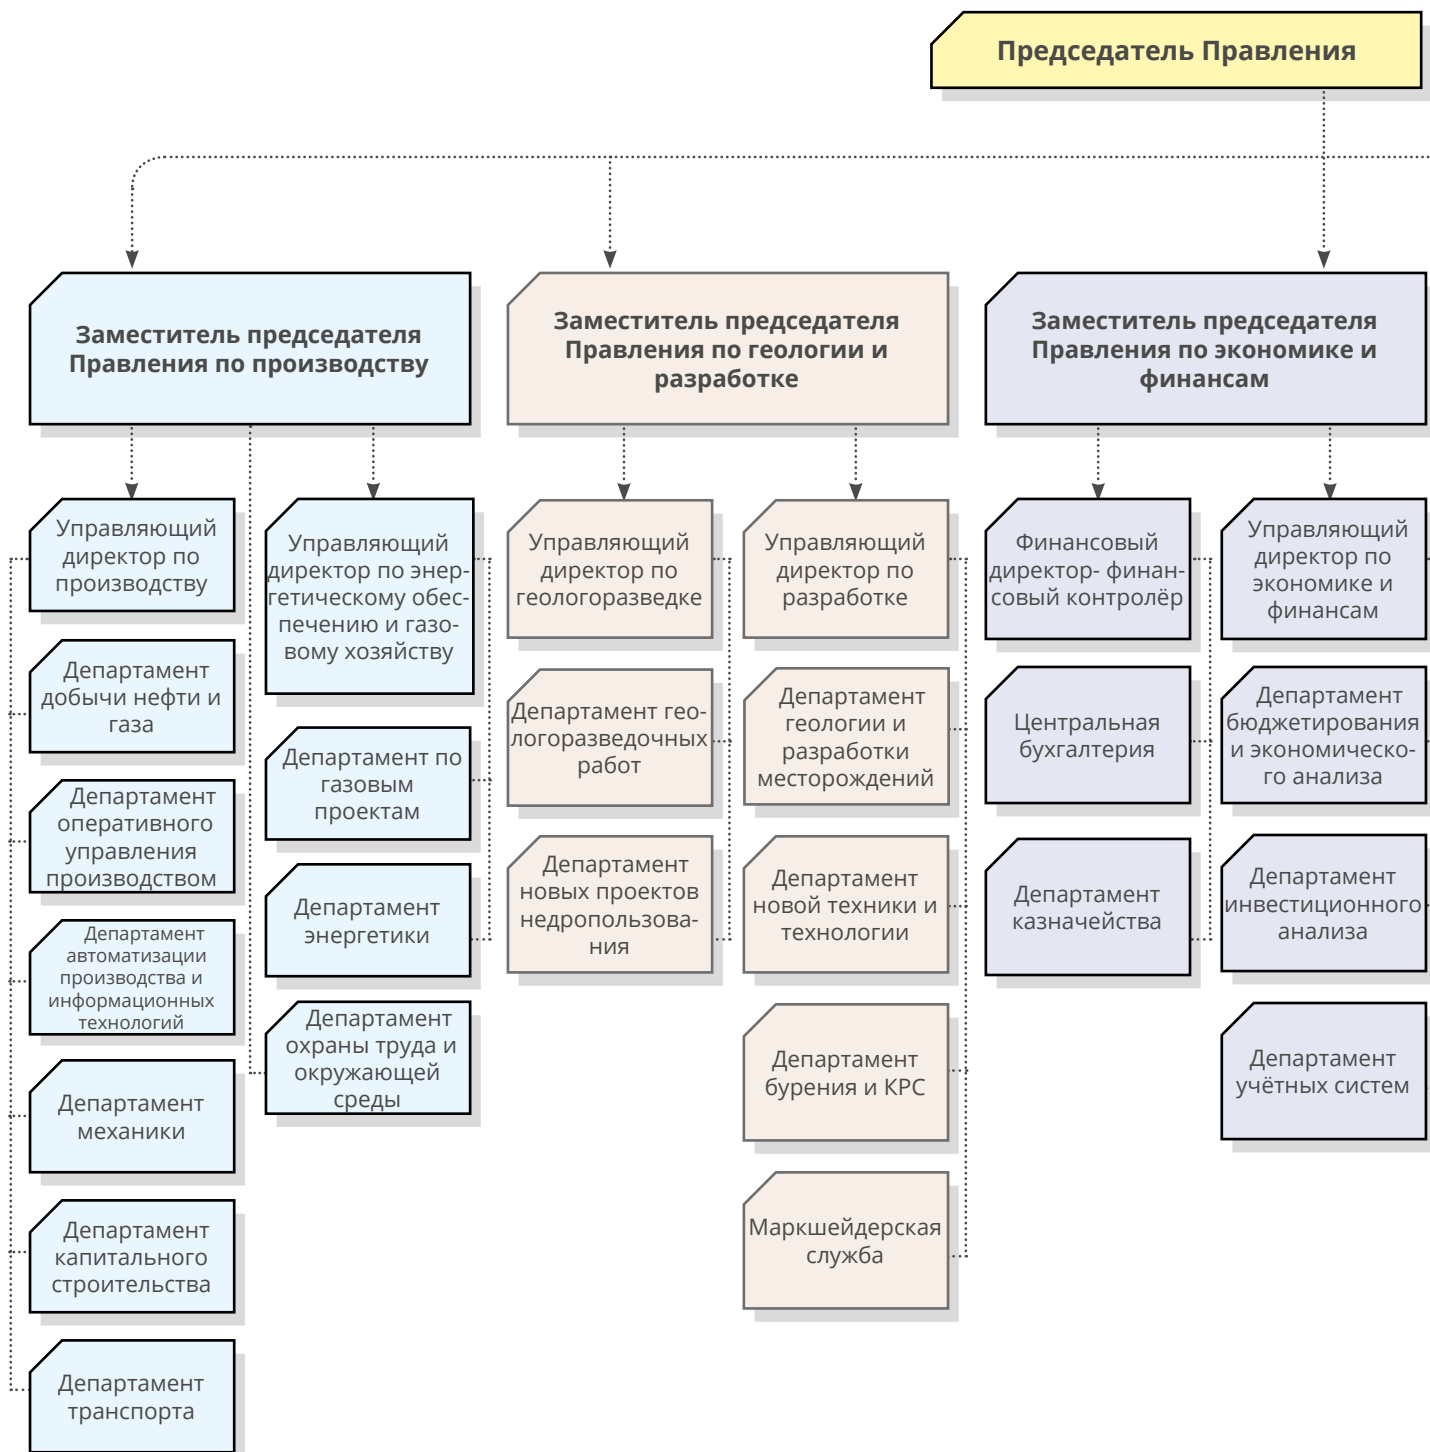 Председатель Правления
Заместитель председателя
Правления по производству
Заместитель председателя
Правления по геологии и
разработке
Заместитель председателя
Правления по экономике и
финансам
Управляющий
директор по
производству
Департамент
добычи нефти и
газа
Департамент
оперативного
управления
производством
Департамент
автоматизации
производства и
информационных
технологий
Департамент
механики
Департамент
капитального
строительства
Департамент
транспорта
Управляющий
директор по энер-
гетическому обес-
печению и газо-
вому хозяйству
Департамент по
газовым
проектам
Департамент
энергетики
Департамент
охраны труда и
окружающей
среды
Управляющий
директор по
геологоразведке
Департамент гео-
логоразведочных
работ
Департамент
новых проектов
недропользова-
ния
Управляющий
директор по
разработке
Департамент
геологии и
разработки
месторождений
Департамент
новой техники и
технологии
Департамент
бурения и КРС
Маркшейдерская
служба
Финансовый
директор- финан-
совый контролёр
Центральная
бухгалтерия
Департамент
казначейства
Управляющий
директор по
экономике и
финансам
Департамент
бюджетирования
и экономическо-
го анализа
Департамент
инвестиционного
анализа
Департамент
учётных систем